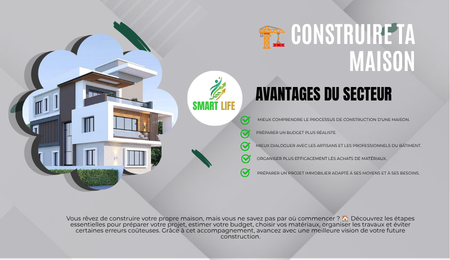 🏗️ CONSTRUIRE TA
MAISON
SMART LIFE
AVANTAGES DU SECTEUR
MIEUX COMPRENDRE LE PROCESSUS DE CONSTRUCTION D'UNE MAISON.
PRÉPARER UN BUDGET PLUS RÉALISTE.
MIEUX DIALOGUER AVEC LES ARTISANS ET LES PROFESSIONNELS DU BÂTIMENT.
ORGANISER PLUS EFFICACEMENT LES ACHATS DE MATÉRIAUX.
PRÉPARER UN PROJET IMMOBILIER ADAPTÉ À SES MOYENS ET À SES BESOINS.
Vous rêvez de construire votre propre maison, mais vous ne savez pas par où commencer ? 🏠 Découvrez les étapes
essentielles pour préparer votre projet, estimer votre budget, choisir vos matériaux, organiser les travaux et éviter
certaines erreurs coûteuses. Grâce à cet accompagnement, avancez avec une meilleure vision de votre future
construction.